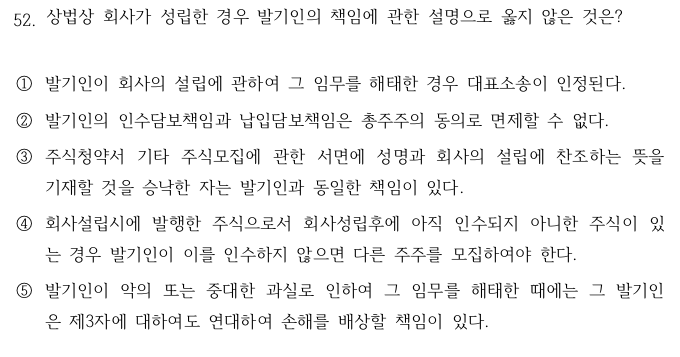 52. 상법상 회사가 성립한 경우 발기인의 책임에 관한 설명으로 옳지 않은 것은?
① 발기인이 회사의 설립에 관하여 그 임무를 해태한 경우 대표소송이 인정된다.
② 발기인의 인수담보책임과 납입담보책임은 총주주의 동의로 면제할 수 없다.
③ 주식청약서 기타 주식모집에 관한 서면에 성명과 회사의 설립에 찬조하는 뜻을
기재할 것을 승낙한 자는 발기인과 동일한 책임이 있다.
④ 회사설립시에 발행한 주식으로서 회사성립후에 아직 인수되지 아니한 주식이 있
는 경우 발기인이 이를 인수하지 않으면 다른 주주를 모집하여야 한다.
⑤ 발기인이 악의 또는 중대한 과실로 인하여 그 임무를 해태한 때에는 그 발기인
은 제3자에 대하여도 연대하여 손해를 배상할 책임이 있다.